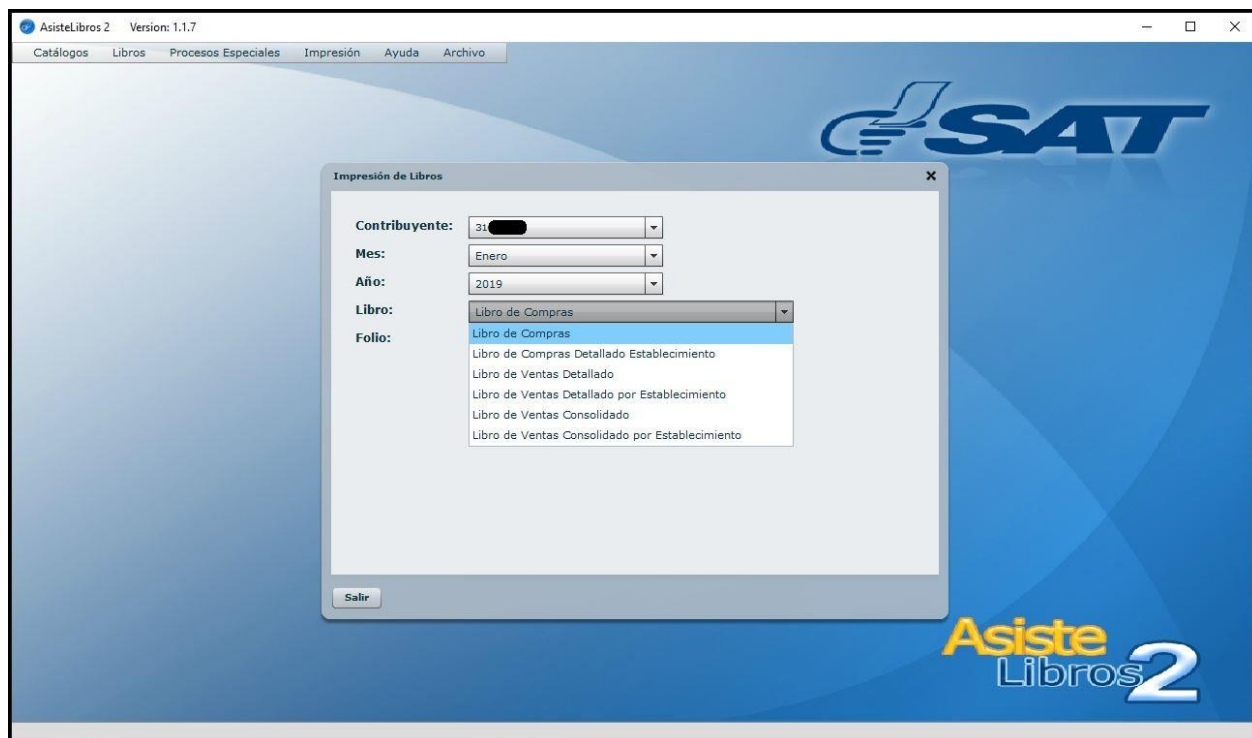 AsisteLibros 2 Version: 1.1.7
Catálogos Libros Procesos Especiales Impresión Ayuda Archivo
SAT
Impresión de Libros
Contribuyente: 31
Mes: Enero
Año: 2019
Libro: Libro de Compras
Folio:
Libro de Compras
Libro de Compras Detallado Establecimiento
Libro de Ventas Detallado
Libro de Ventas Detallado por Establecimiento
Libro de Ventas Consolidado
Libro de Ventas Consolidado por Establecimiento
Salir
Asiste
Libros 2